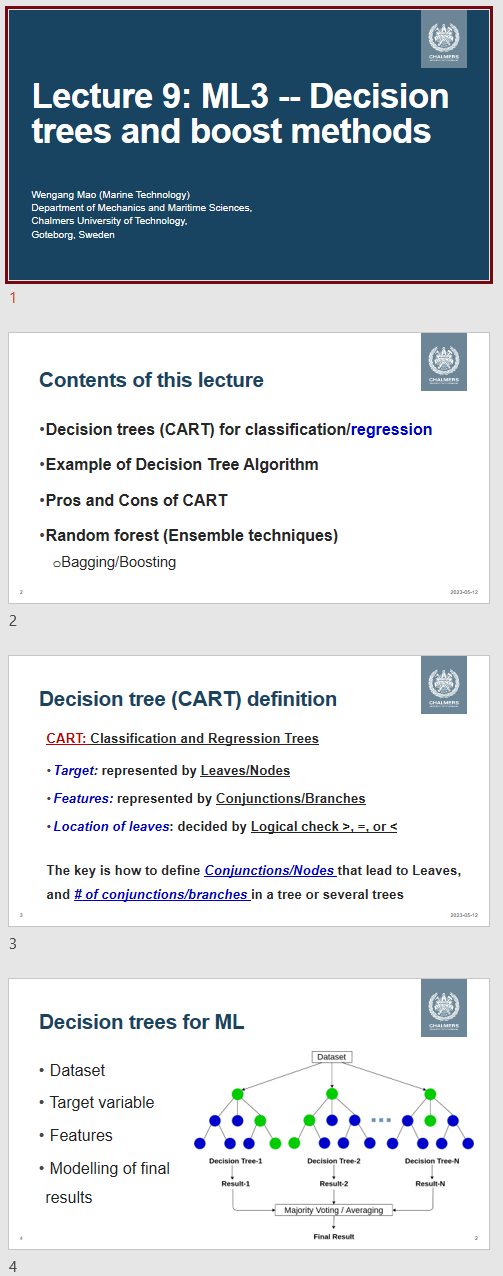 CHALMERS
Lecture 9: ML3 -- Decision
trees and boost methods
Wengang Mao (Marine Technology)
Department of Mechanics and Maritime Sciences,
Chalmers University of Technology,
Goteborg, Sweden
1
CHALMERS
Contents of this lecture
•Decision trees (CART) for classification/regression
•Example of Decision Tree Algorithm
•Pros and Cons of CART
•Random forest (Ensemble techniques)
oBagging/Boosting
2 2023-05-12
2
CHALMERS
Decision tree (CART) definition
CART: Classification and Regression Trees
• Target: represented by Leaves/Nodes
• Features: represented by Conjunctions/Branches
• Location of leaves: decided by Logical check >, =, or <
The key is how to define Conjunctions/Nodes that lead to Leaves,
and # of conjunctions/branches in a tree or several trees
3 2023-05-12
3
CHALMERS
Decision trees for ML
• Dataset
• Target variable
• Features
• Modelling of final
results
Dataset
Decision Tree-1 Decision Tree-2 Decision Tree-N
Result-1 Result-2 Result-N
Majority Voting / Averaging
Final Result
4 2
4